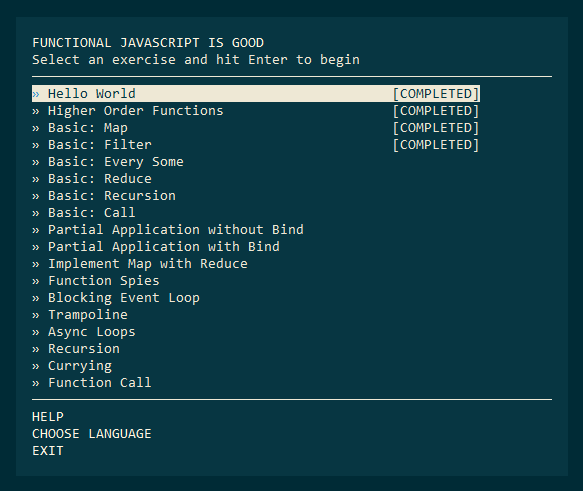 FUNCTIONAL JAVASCRIPT IS GOOD
Select an exercise and hit Enter to begin
» Hello World [COMPLETED]
» Higher Order Functions [COMPLETED]
» Basic: Map [COMPLETED]
» Basic: Filter [COMPLETED]
» Basic: Every Some
» Basic: Reduce
» Basic: Recursion
» Basic: Call
» Partial Application without Bind
» Partial Application with Bind
» Implement Map with Reduce
» Function Spies
» Blocking Event Loop
» Trampoline
» Async Loops
» Recursion
» Currying
» Function Call
HELP
CHOOSE LANGUAGE
EXIT